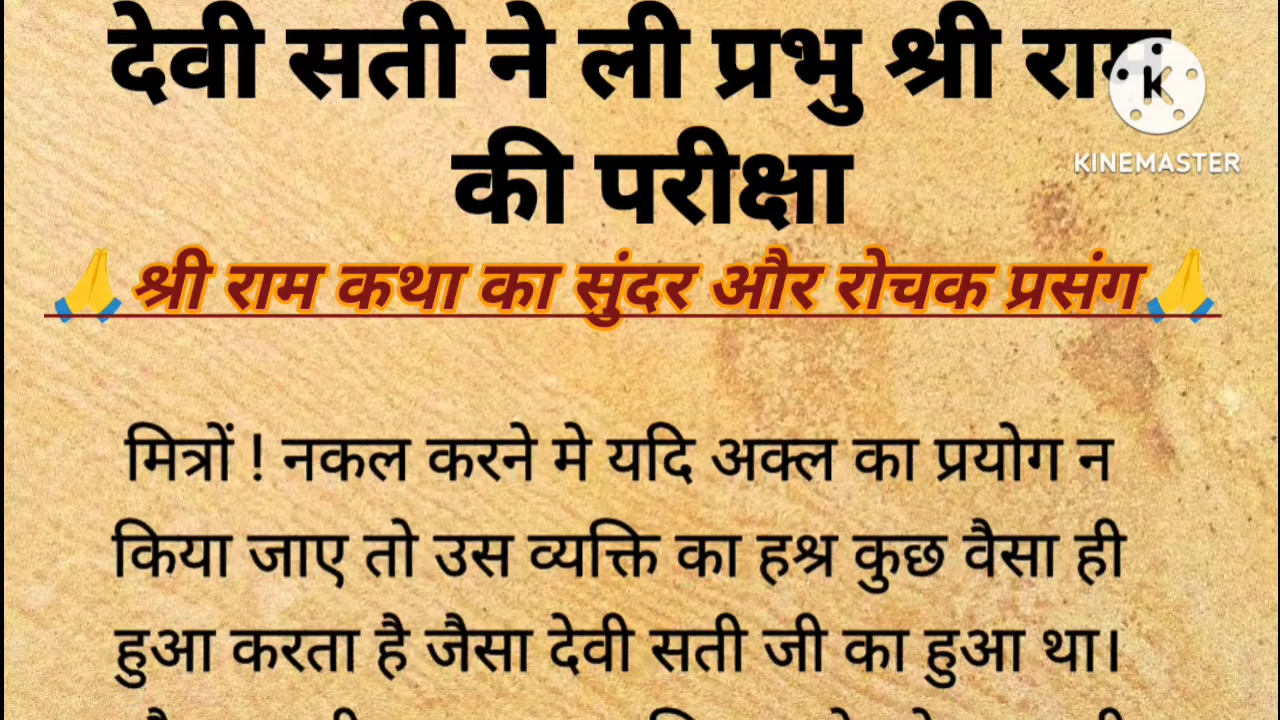 देवी सती ने ली प्रभु श्री राम
की परीक्षा
K
KINEMASTER
🙏श्री राम कथा का सुंदर और रोचक प्रसंग🙏
मित्रों ! नकल करने मे यदि अक्ल का प्रयोग न
किया जाए तो उस व्यक्ति का हश्र कुछ वैसा ही
हुआ करता है जैसा देवी सती जी का हुआ था।